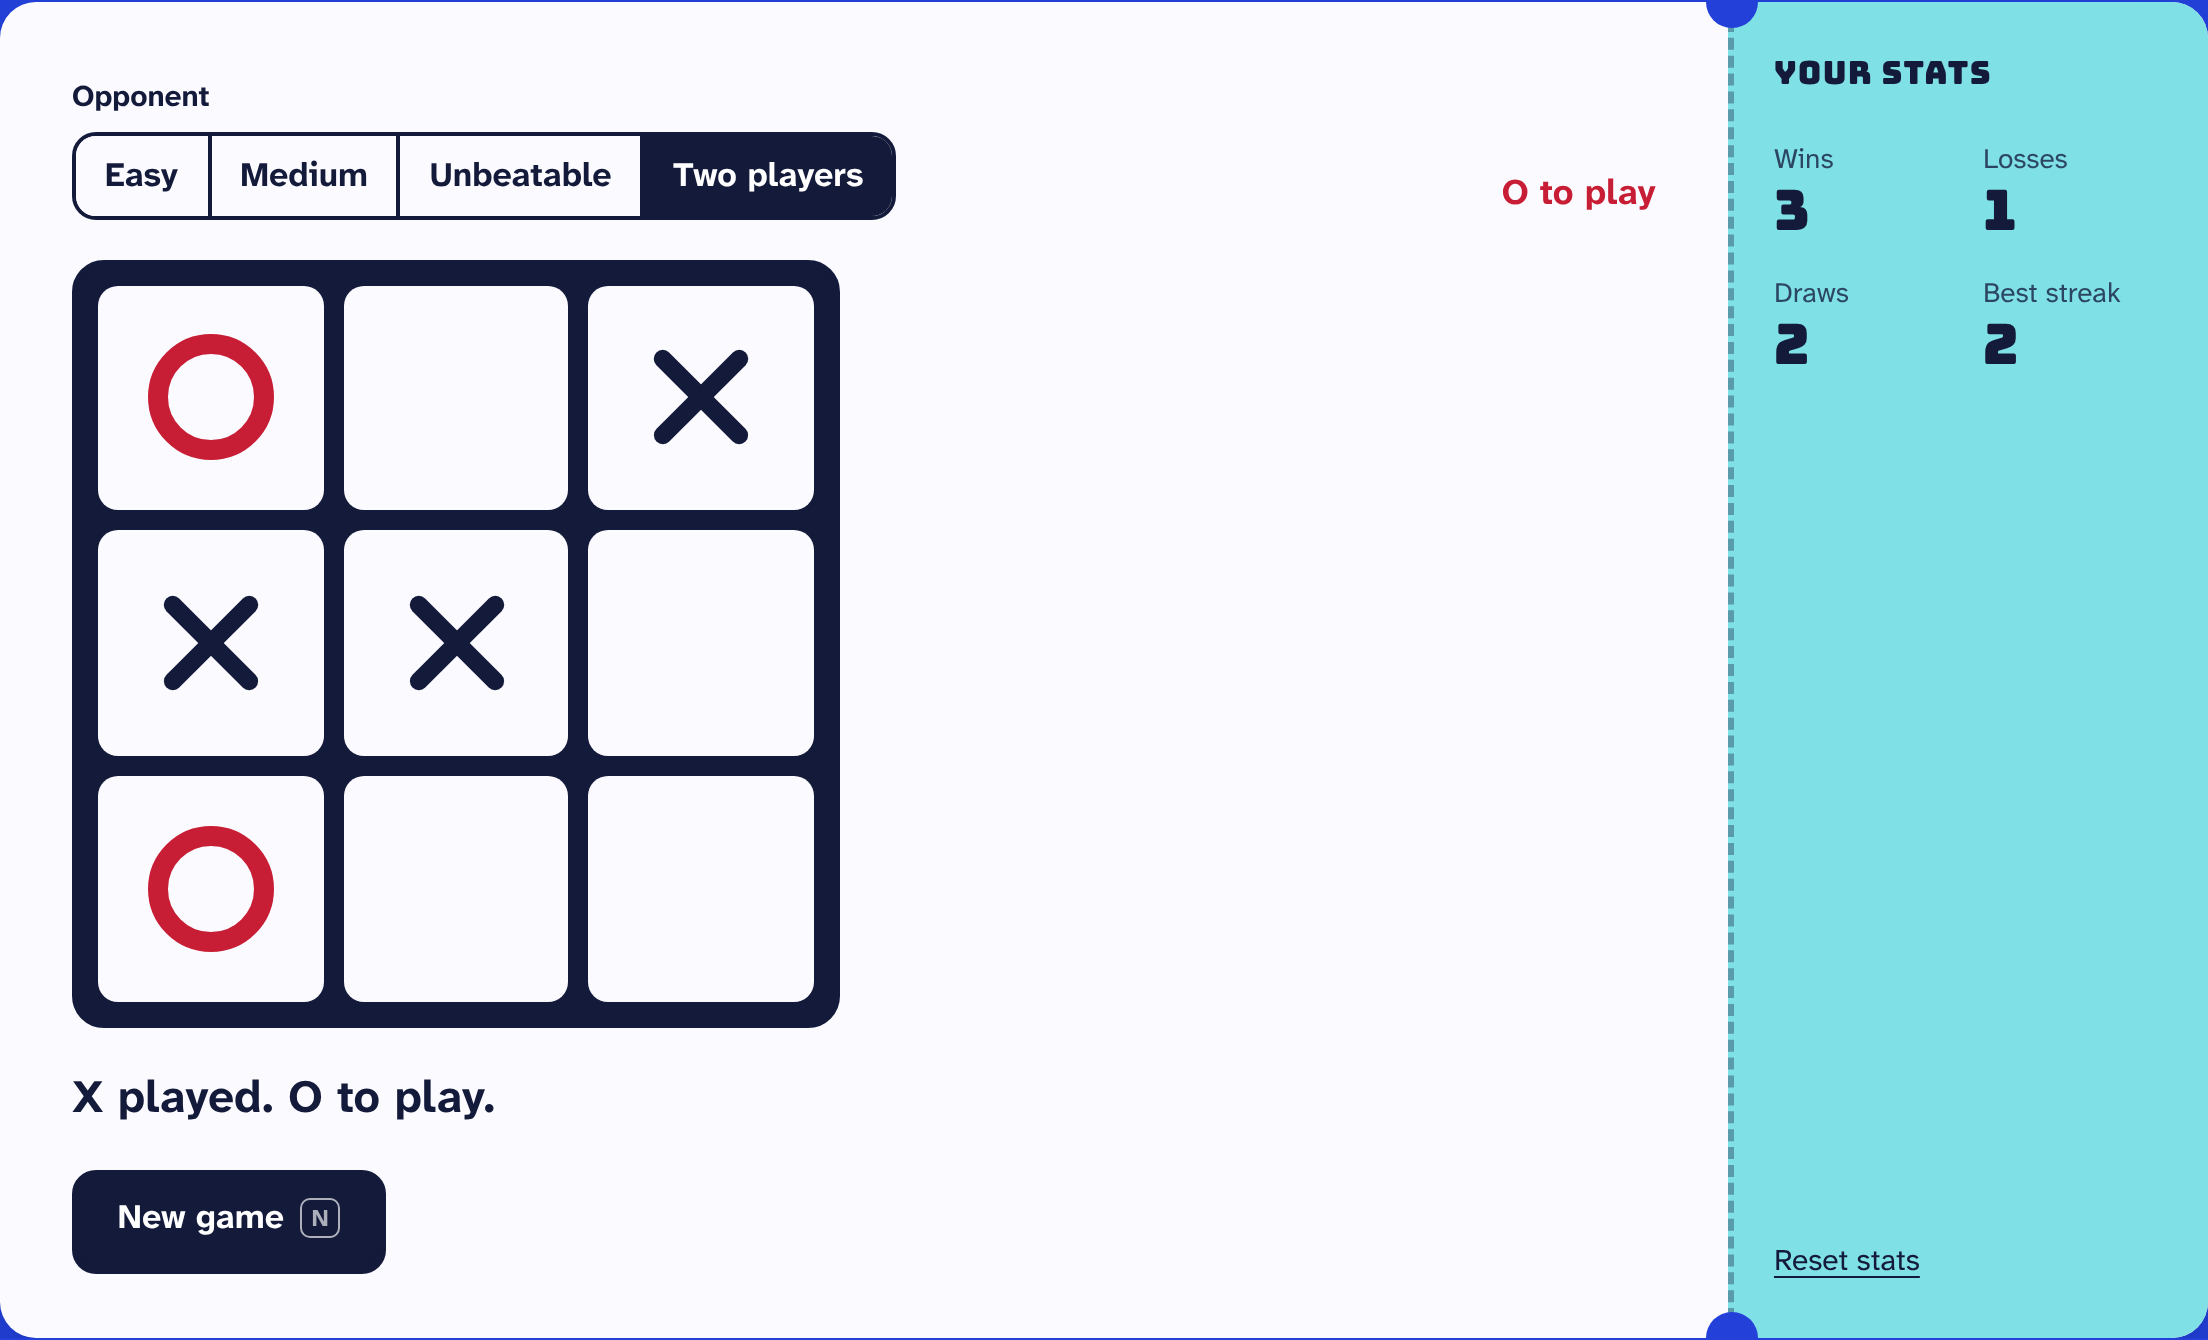 Opponent
Easy Medium Unbeatable Two players
O to play
O X
X X
O
X played. O to play.
New game N
YOUR STATS
Wins Losses
3 1
Draws Best streak
2 2
Reset stats